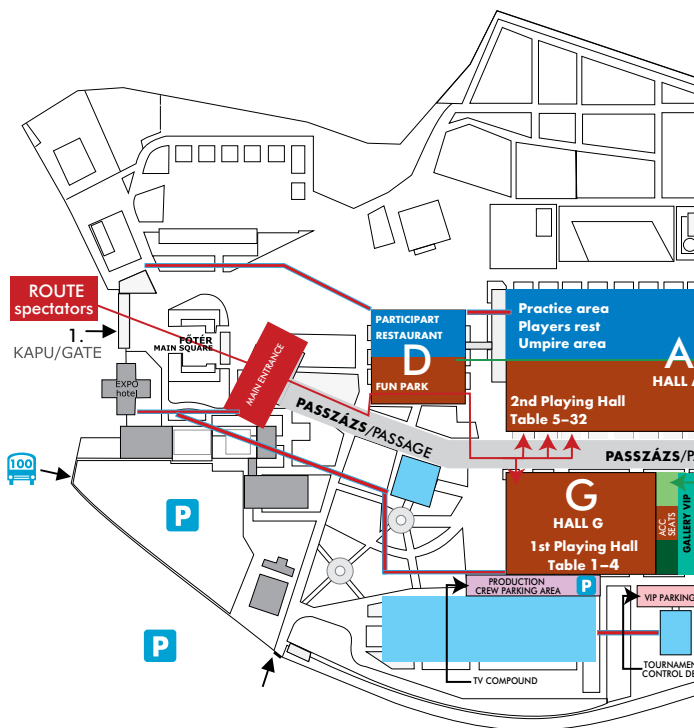 ROUTE
spectators
1.
KAPU/GATE
FŐTÉR
MAIN SQUARE
MAIN ENTRANCE
EXPO
hotel
100
P
P
PASSZÁZS/PASSAGE
PARTICIPART
RESTAURANT
D
FUN PARK
Practice area
Players rest
Umpire area
A
HALL A
2nd Playing Hall
Table 5–32
PASSZÁZS/PA
G
HALL G
1st Playing Hall
Table 1–4
ACC
SEATS
GALLERY VIP
PRODUCTION
CREW PARKING AREA
P
VIP PARKING
TV COMPOUND
TOURNAMEN
CONTROL DE